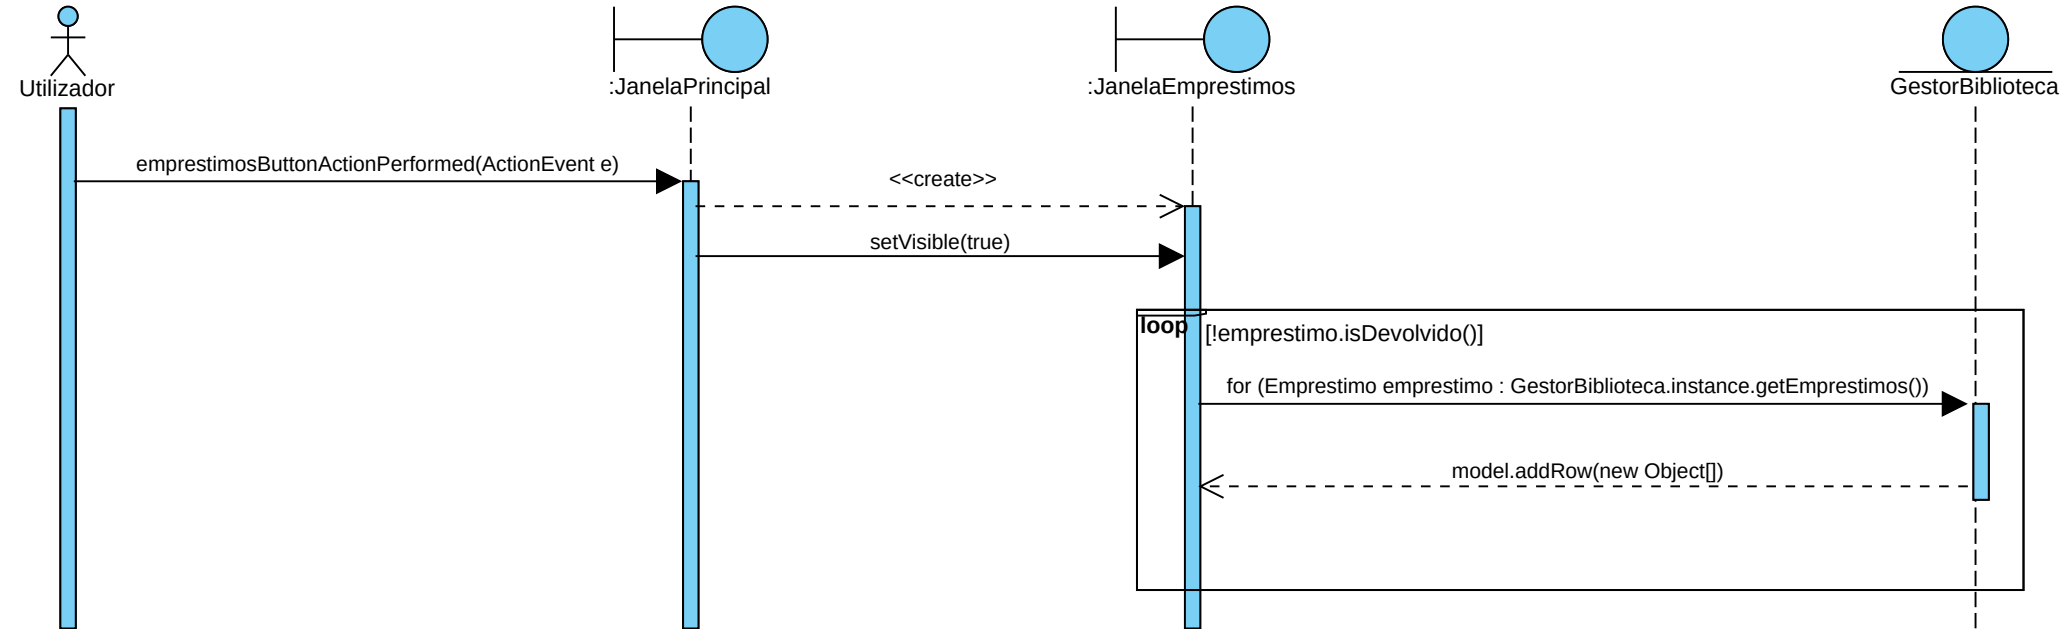 Utilizador
:JanelaPrincipal
:JanelaEmprestimos
GestorBiblioteca
emprestimosButtonActionPerformed(ActionEvent e)
<<create>>
setVisible(true)
loop
[!emprestimo.isDevolvido()]
for (Emprestimo emprestimo : GestorBiblioteca.instance.getEmprestimos())
model.addRow(new Object[])